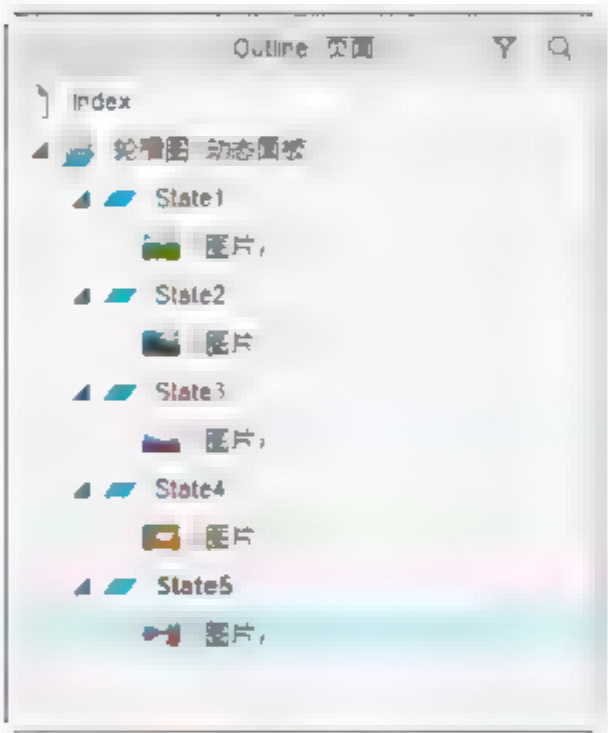 Outline 页面
Index
轮播图 动态面板
State1
图片
State2
图片
State3
图片
State4
图片
State5
图片